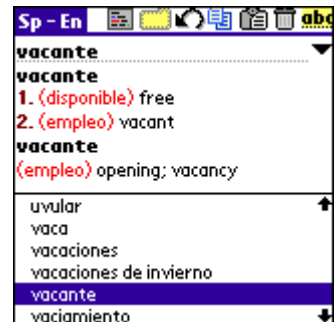 Sp - En abc
vacante
vacante
1. (disponible) free
2. (empleo) vacant
vacante
(empleo) opening; vacancy
uvular
vaca
vacaciones
vacaciones de invierno
vacante
vaciamiento